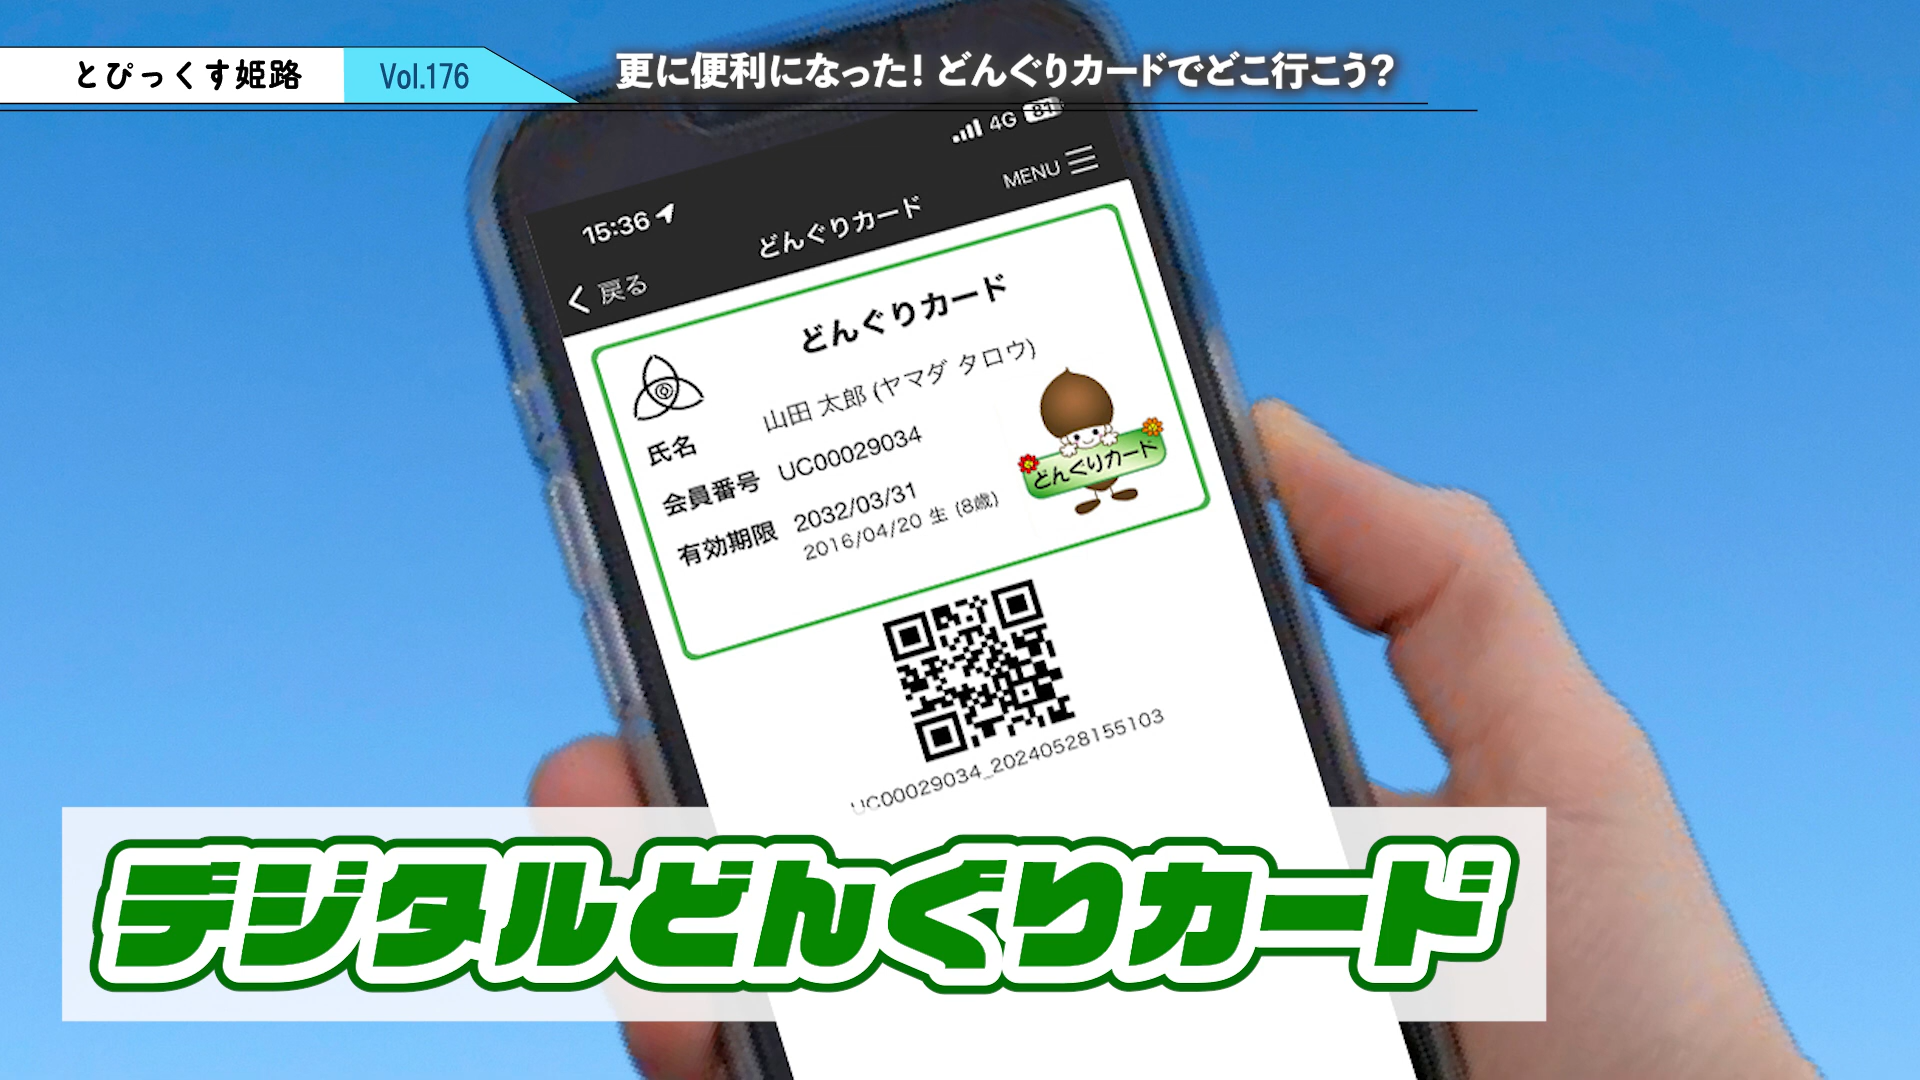 とぴっくす姫路
Vol.176
更に便利になった! どんぐりカードでどこ行こう?
15:36
4G 81
MENU
戻る
どんぐりカード
どんぐりカード
氏名
山田 太郎 (ヤマダ タロウ)
会員番号 UC00029034
有効期限 2032/03/31
2016/04/20 生 (8歳)
どんぐりカード
UC00029034_20240528155103
デジタルどんぐりカード